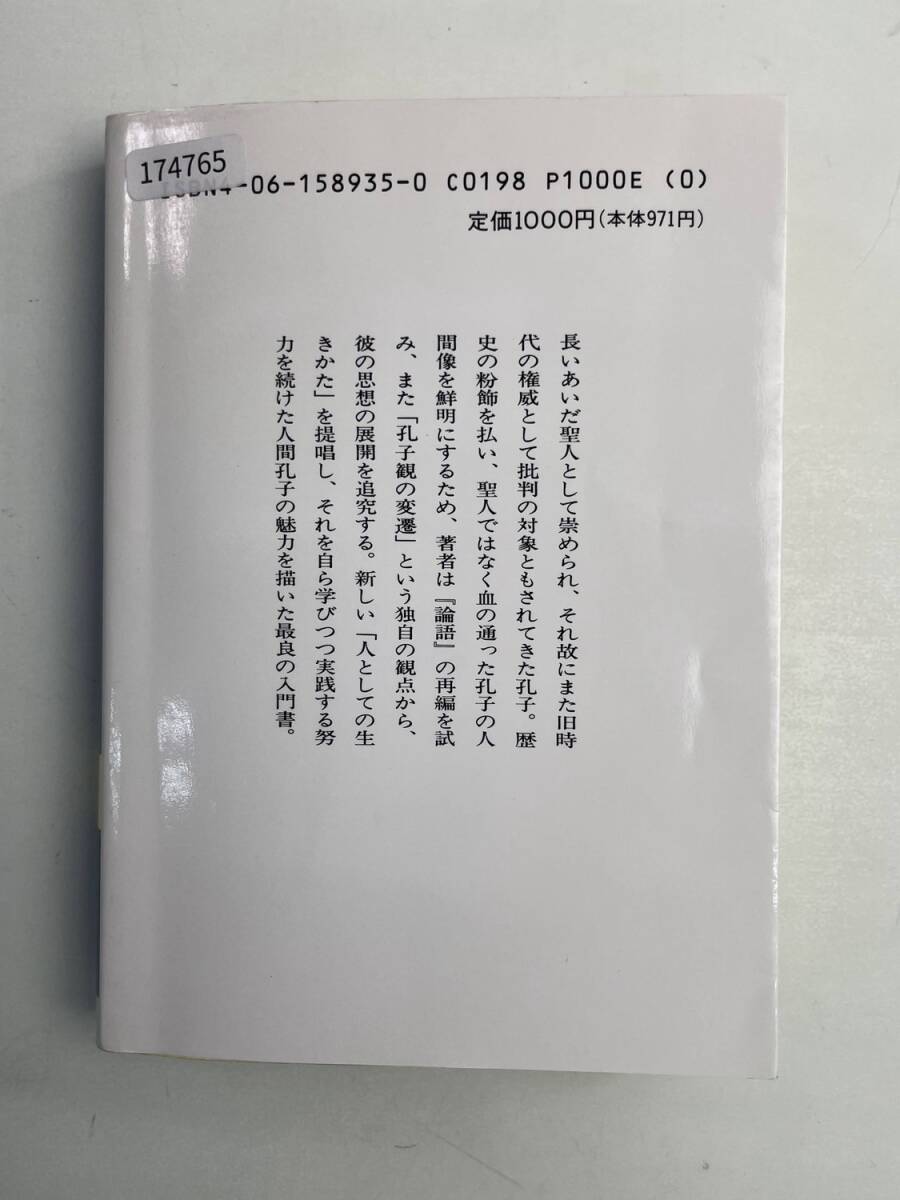 174765
ISBN4-06-158935-0 C0198 P1000E (0)
定価1000円(本体971円)
長いあいだ聖人として崇められ、それ故にまた旧時
代の権威として批判の対象ともされてきた孔子。歴
史の粉飾を払い、聖人ではなく血の通った孔子の人
間像を鮮明にするため、著者は『論語』の再編を試
み、また「孔子観の変遷」という独自の観点から、
彼の思想の展開を追究する。新しい「人としての生
きかた」を提唱し、それを自ら学びつつ実践する努
力を続けた人間孔子の魅力を描いた最良の入門書。